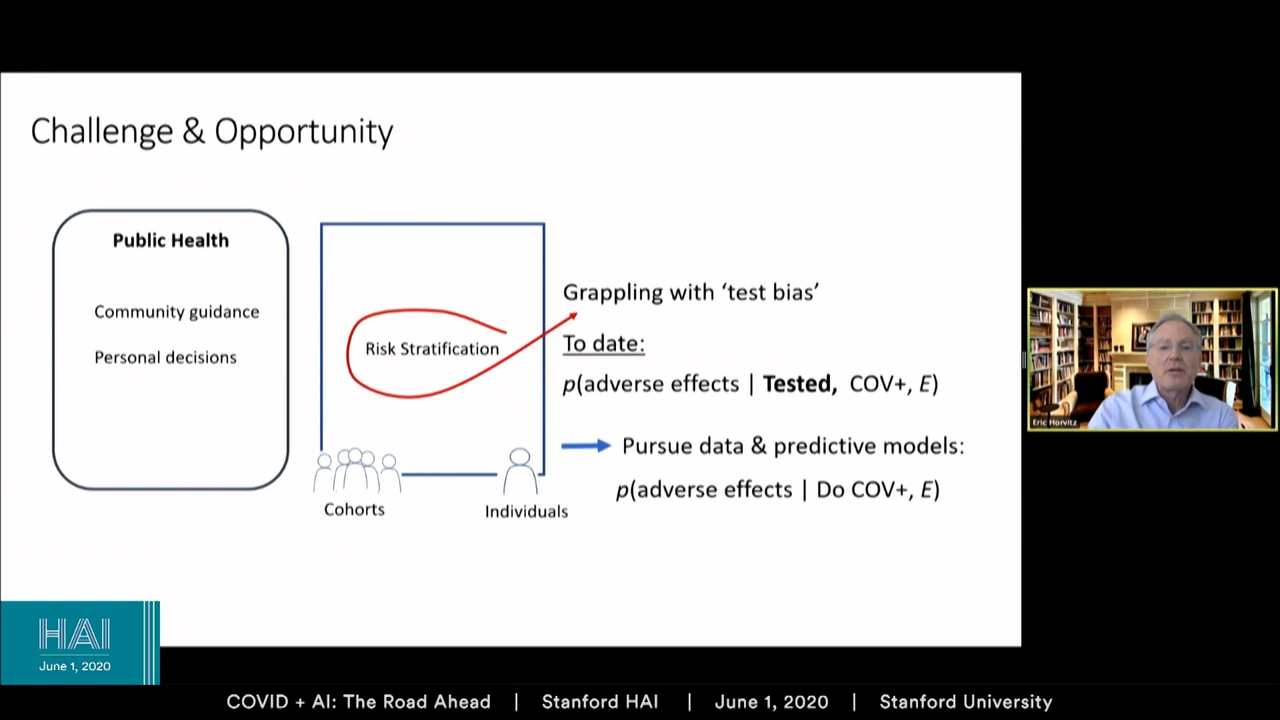 Challenge & Opportunity
Public Health
Community guidance
Personal decisions
Risk Stratification
Cohorts
Individuals
Grappling with ‘test bias’
To date:
p(adverse effects | Tested, COV+, E)
Pursue data & predictive models:
p(adverse effects | Do COV+, E)
Eric Horvitz
HAI
June 1, 2020
COVID + AI: The Road Ahead | Stanford HAI | June 1, 2020 | Stanford University